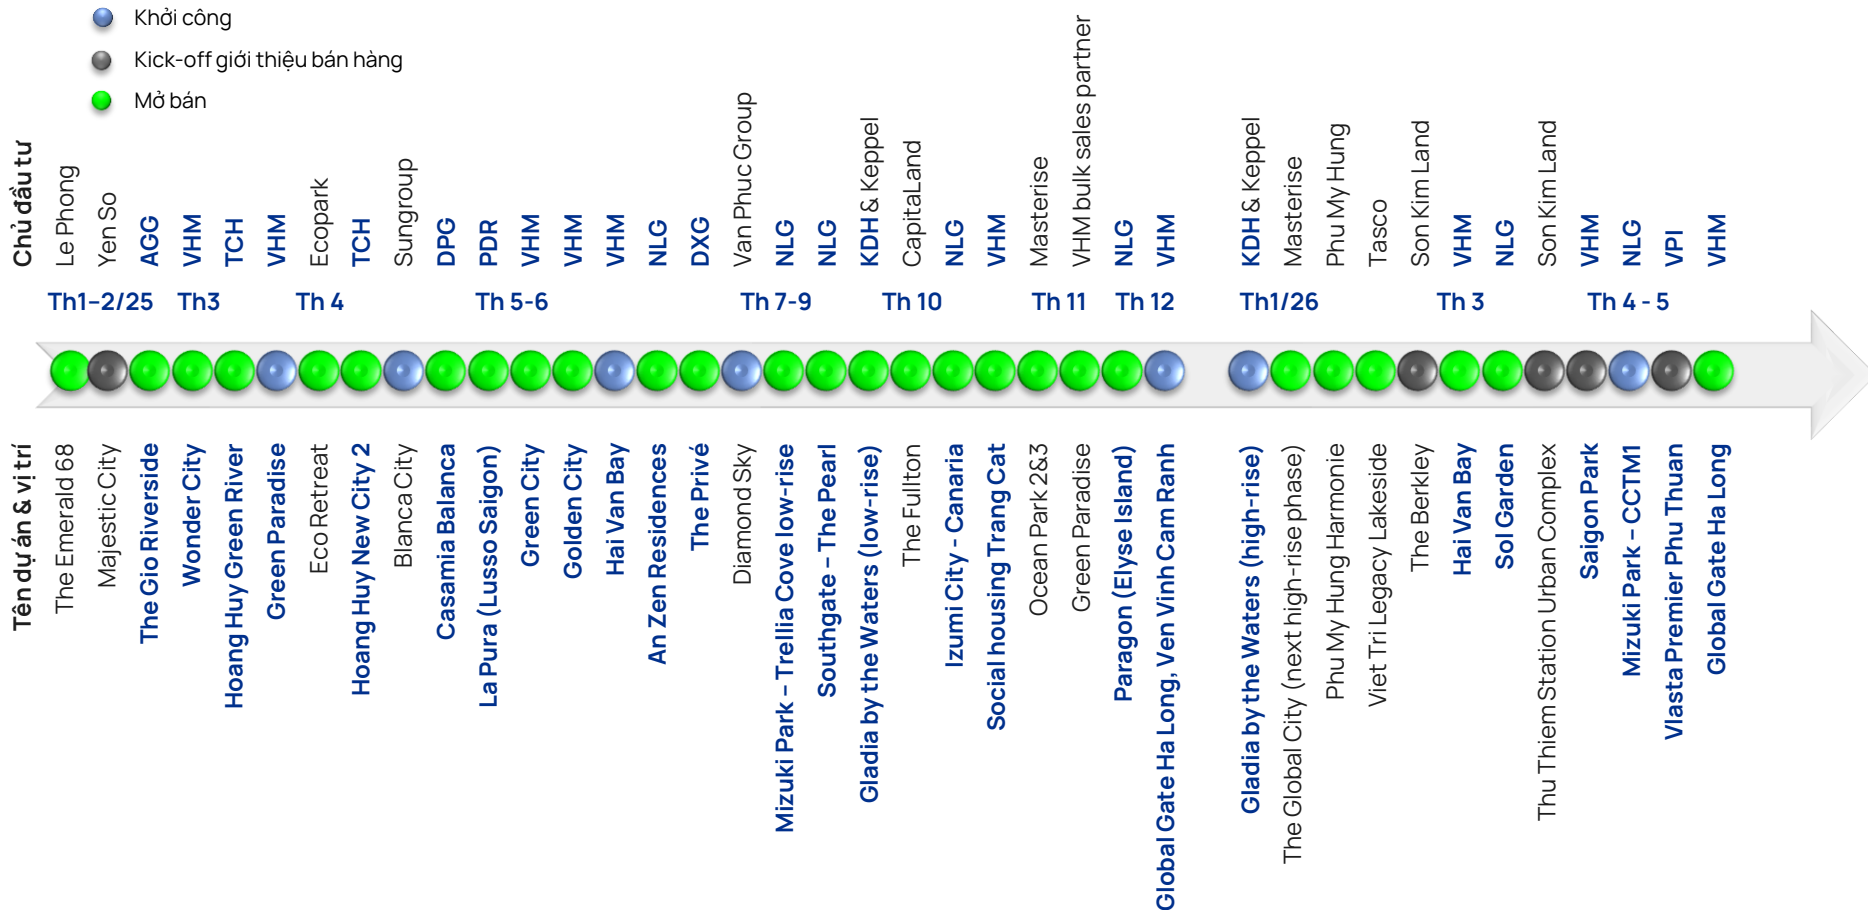 Khởi công
Kick-off giới thiệu bán hàng
Mở bán
Chủ đầu tư
Le Phong
Yen So
AGG
VHM
TCH
VHM
Ecopark
TCH
Sungroup
DPG
PDR
VHM
VHM
VHM
NLG
DXG
Van Phuc Group
NLG
NLG
KDH & Keppel
CapitaLand
NLG
VHM
Masterise
VHM bulk sales partner
NLG
VHM
KDH & Keppel
Masterise
Phu My Hung
Tasco
Son Kim Land
VHM
NLG
Son Kim Land
VHM
NLG
VPI
VHM
Th1-2/25
Th3
Th 4
Th 5-6
Th 7-9
Th 10
Th 11
Th 12
Th1/26
Th 3
Th 4 - 5
Tên dự án & vị trí
The Emerald 68
Majestic City
The Gio Riverside
Wonder City
Hoang Huy Green River
Green Paradise
Eco Retreat
Hoang Huy New City 2
Blanca City
Casamia Balanca
La Pura (Lusso Saigon)
Green City
Golden City
Hai Van Bay
An Zen Residences
The Privé
Diamond Sky
Mizuki Park – Trellia Cove low-rise
Southgate – The Pearl
Gladia by the Waters (low-rise)
The Fullton
Izumi City - Canaria
Social housing Trang Cat
Ocean Park 2&3
Green Paradise
Paragon (Elyse Island)
Global Gate Ha Long, Ven Vinh Cam Ranh
Gladia by the Waters (high-rise)
The Global City (next high-rise phase)
Phu My Hung Harmonie
Viet Tri Legacy Lakeside
The Berkley
Hai Van Bay
Sol Garden
Thu Thiem Station Urban Complex
Saigon Park
Mizuki Park – CCTM1
Vlasta Premier Phu Thuan
Global Gate Ha Long